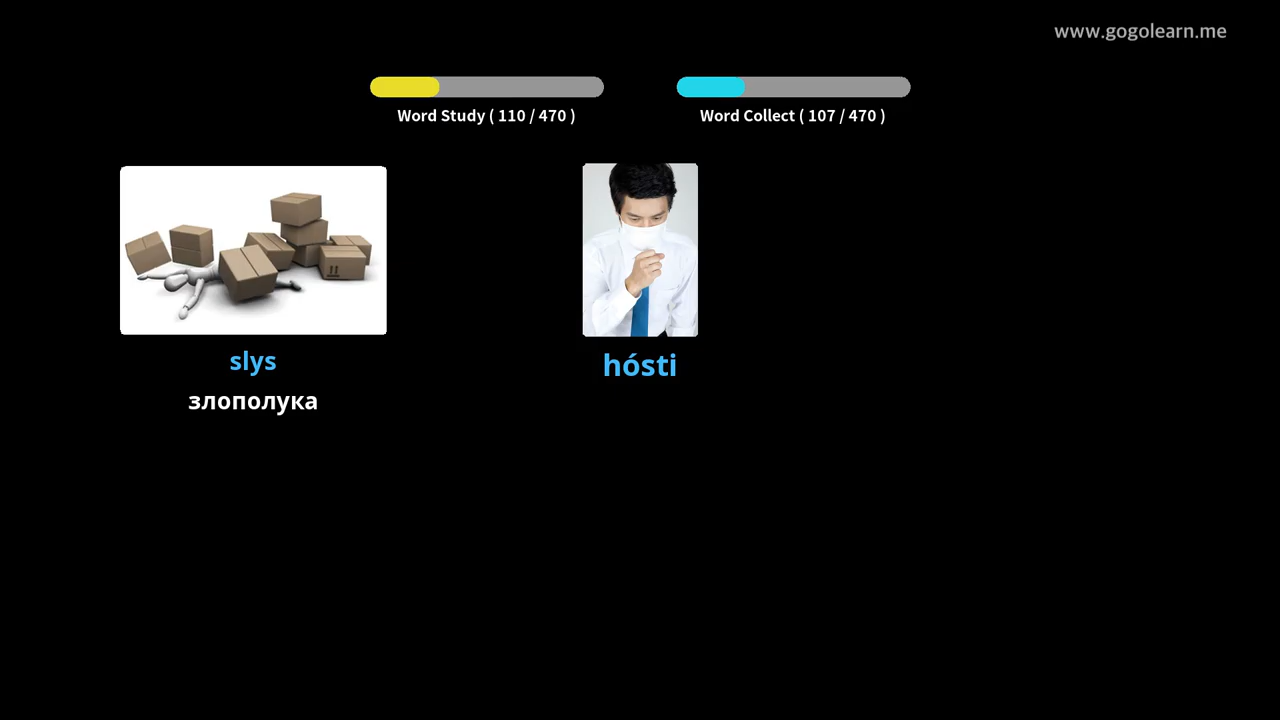 www.gogolearn.me
Word Study ( 110 / 470 )
Word Collect ( 107 / 470 )
slys
злополука
hósti